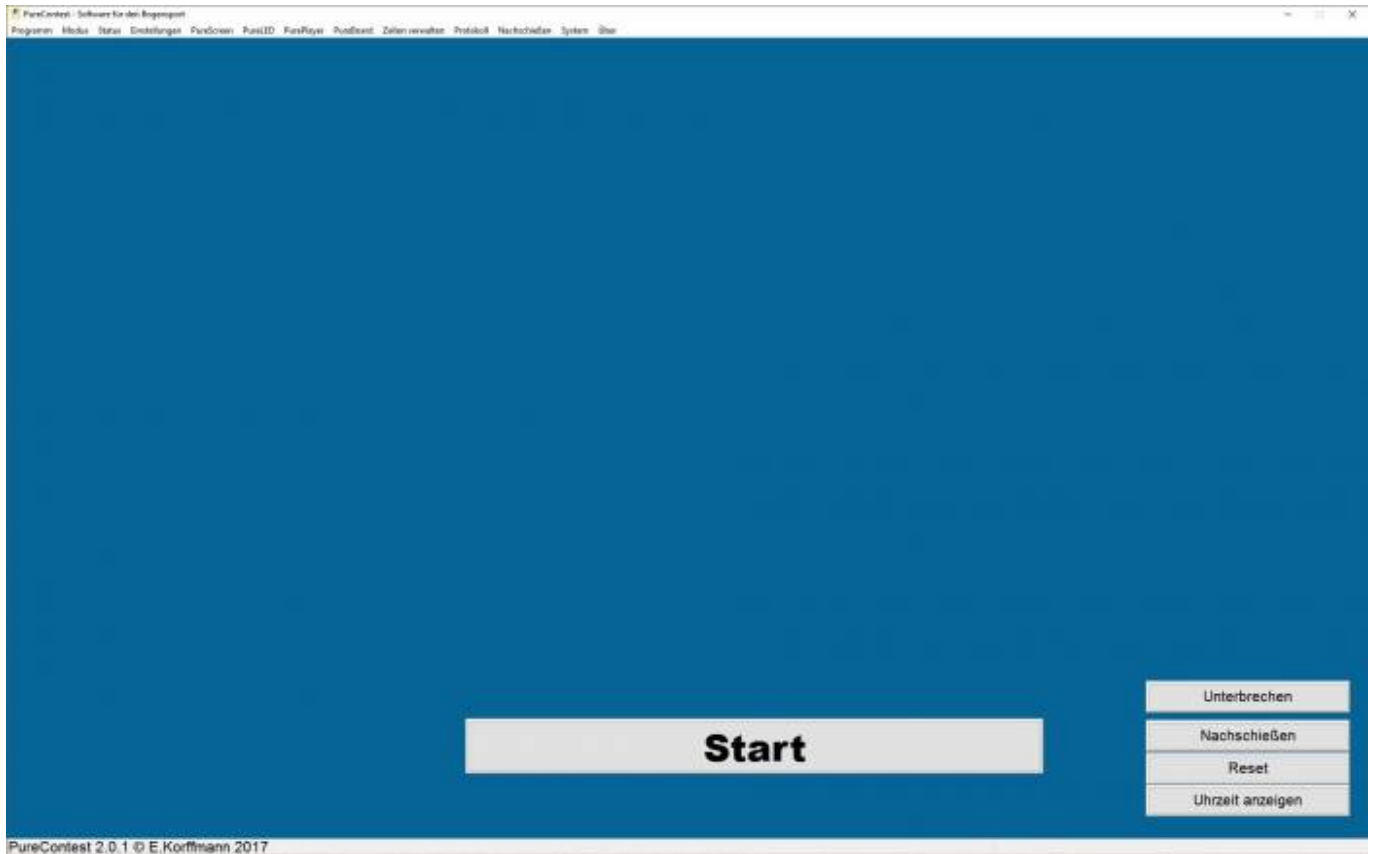 PureContest - Software für den Bogensport
Programm Modus Status Einstellungen PureScreen PureLED PurePlayer PureBoard Zeiten verwalten Protokoll Nachschießen System Über
Unterbrechen
Start
Nachschießen
Reset
Uhrzeit anzeigen
PureContest 2.0.1 © E.Korffmann 2017